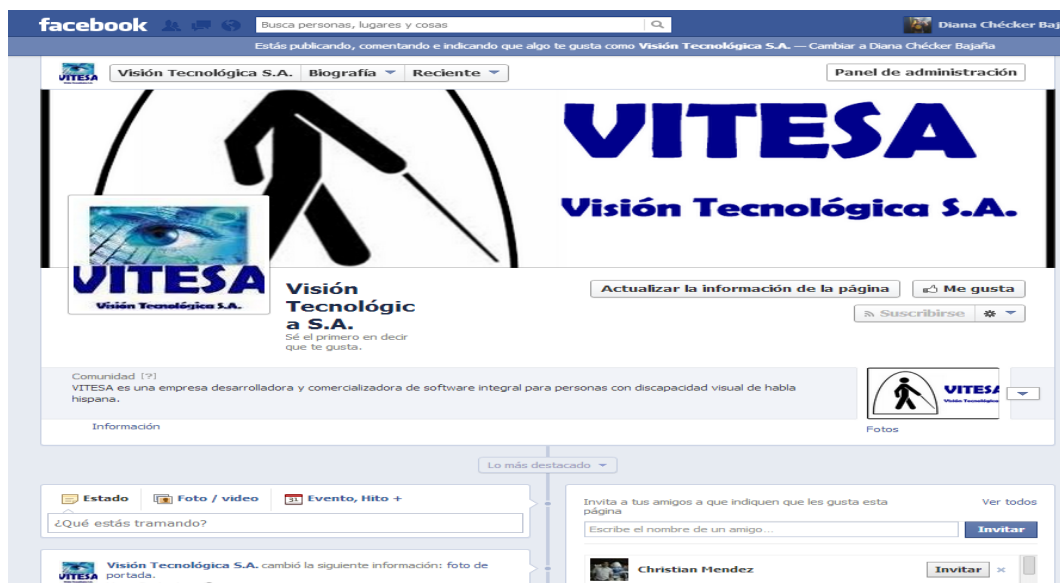 facebook
Busca personas, lugares y cosas
Diana Chécker Baj
Estás publicando, comentando e indicando que algo te gusta como Visión Tecnológica S.A. — Cambiar a Diana Chécker Bajaña
VITESA
Visión Tecnológica S.A.
Biografía
Reciente
Panel de administración
VITESA
Visión Tecnológica S.A.
VITESA
Visión Tecnológica S.A.
Visión
Tecnológic
a S.A.
Sé el primero en decir
que te gusta.
Actualizar la información de la página
Me gusta
Suscribirse
Comunidad [?]
VITESA es una empresa desarrolladora y comercializadora de software integral para personas con discapacidad visual de habla
hispana.
Información
VITESA
Visión Tecnológica
Fotos
Lo más destacado
Estado
Foto / video
31
Evento, Hito +
¿Qué estás tramando?
Invita a tus amigos a que indiquen que les gusta esta
página
Ver todos
Escribe el nombre de un amigo...
Invitar
VITESA
Visión Tecnológica S.A. cambió la siguiente información: foto de
portada.
Christian Mendez
Invitar